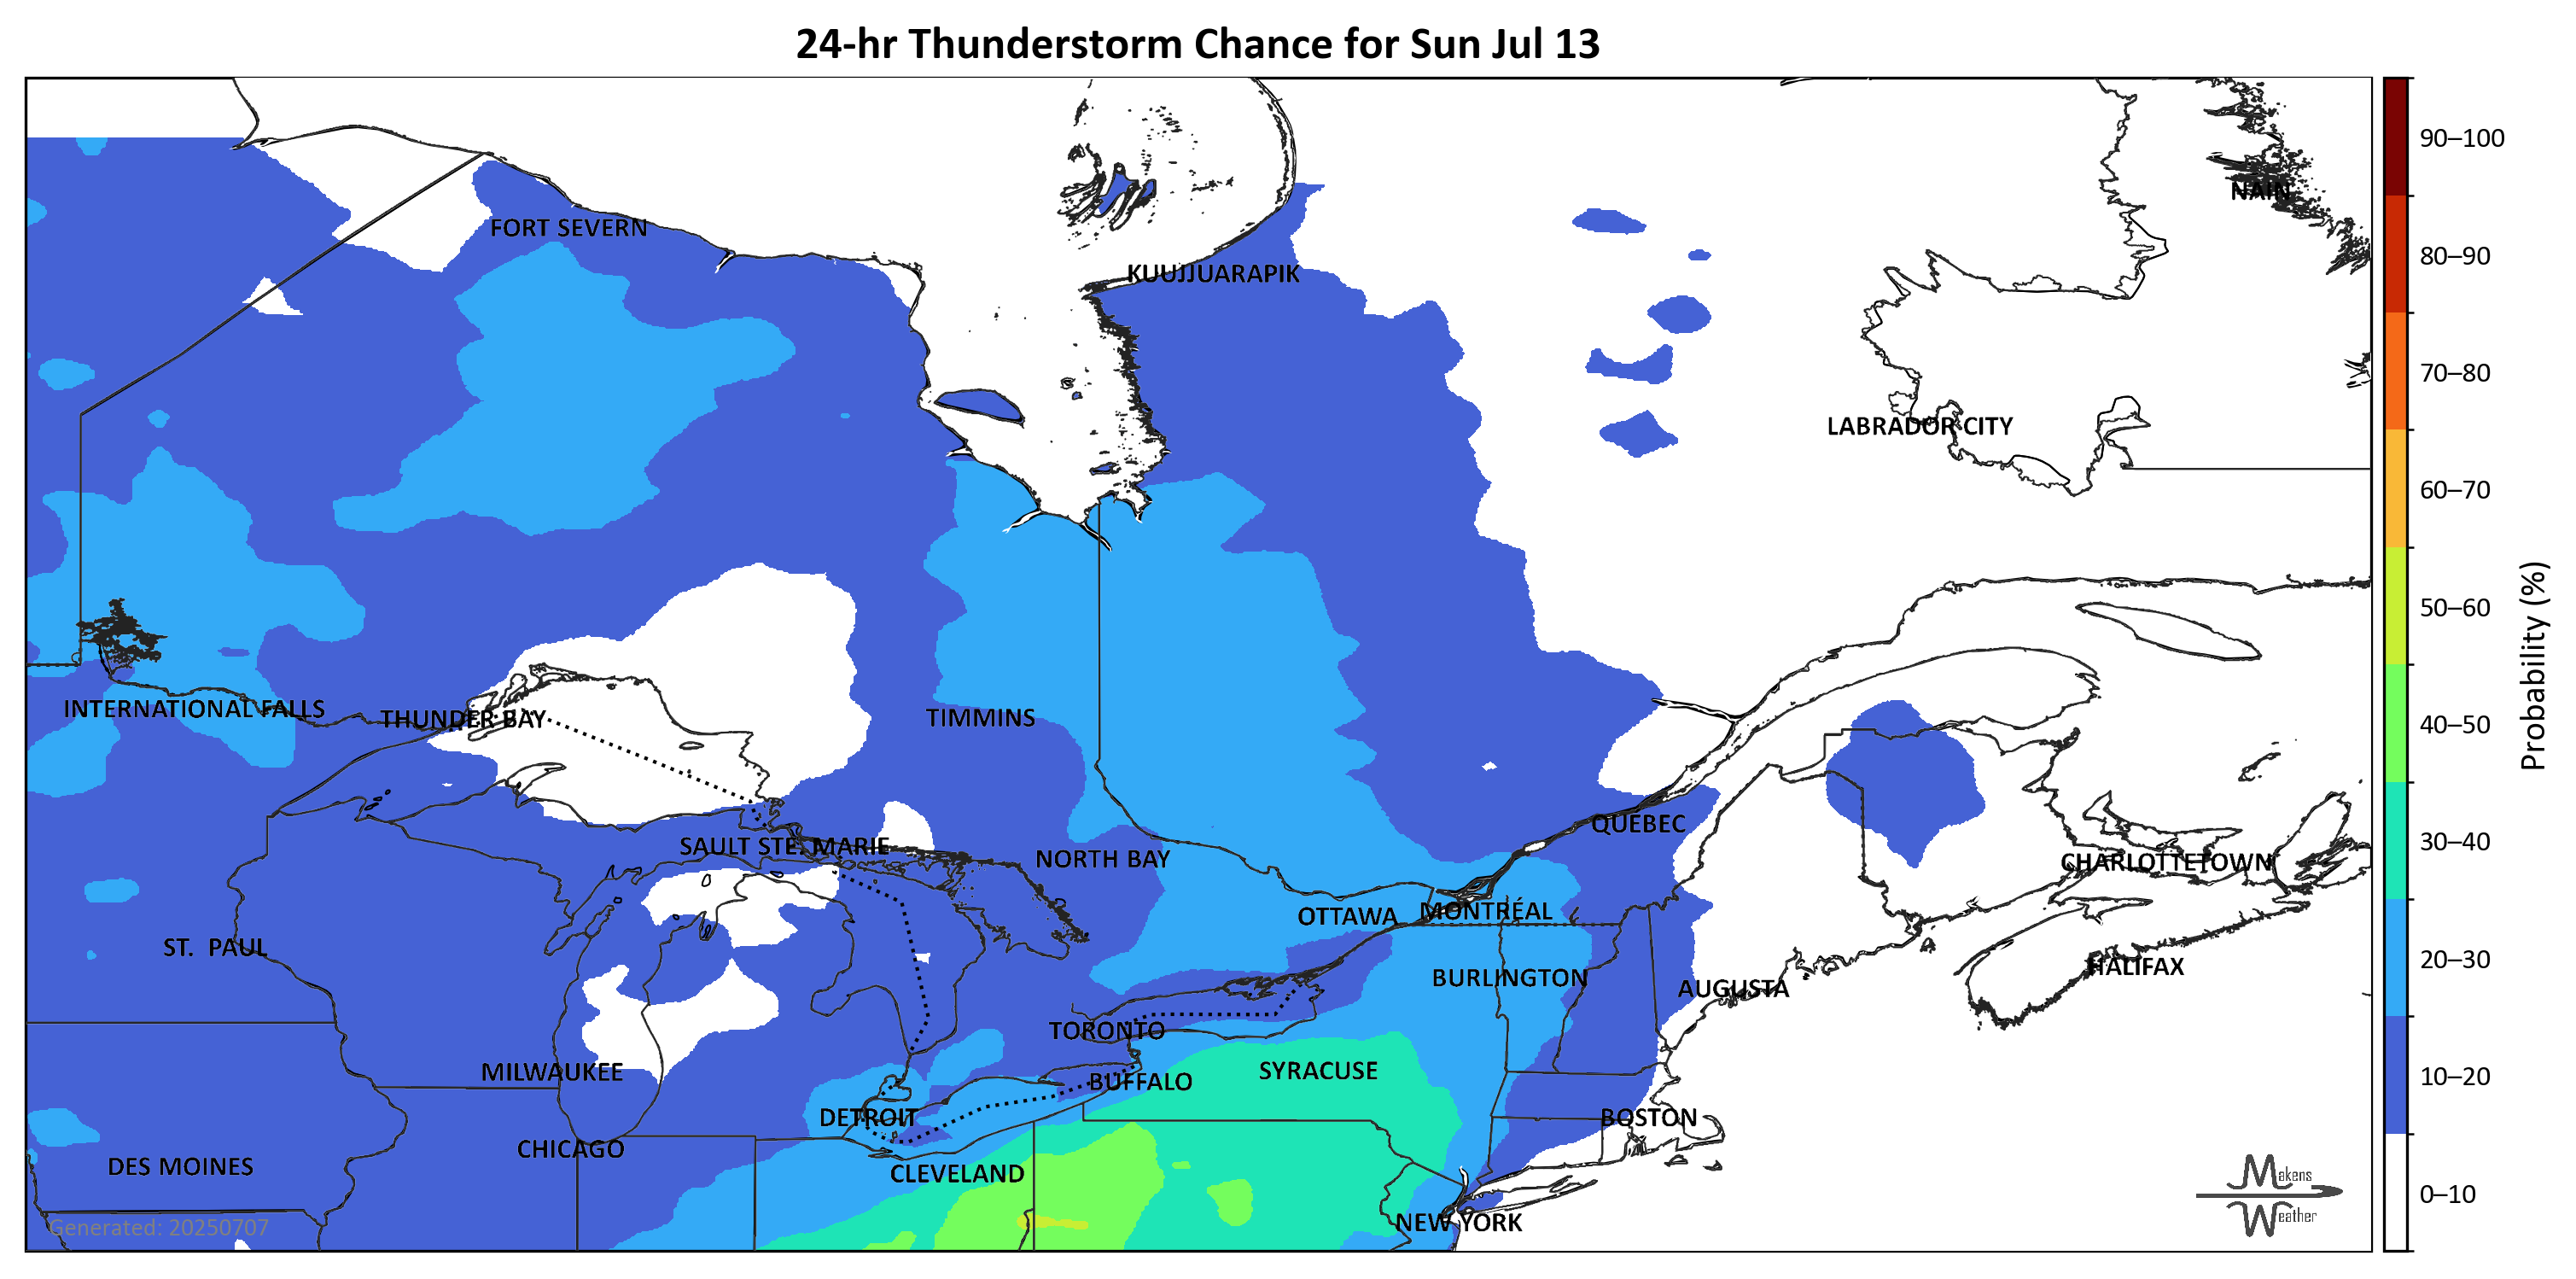 24-hr Thunderstorm Chance for Sun Jul 13
90–100
NAIN
FORT SEVERN
80–90
KUUJJUARAPIK
70–80
LABRADOR CITY
60–70
50–60
Probability (%)
INTERNATIONAL FALLS
THUNDER BAY
TIMMINS
40–50
QUEBEC
SAULT STE. MARIE
30–40
NORTH BAY
CHARLOTTETOWN
OTTAWA
MONTRÉAL
ST. PAUL
20–30
HALIFAX
BURLINGTON
AUGUSTA
TORONTO
SYRACUSE
MILWAUKEE
BUFFALO
10–20
DETROIT
BOSTON
CHICAGO
DES MOINES
CLEVELAND
Makens
Weather
0–10
NEW YORK
Generated: 20250707